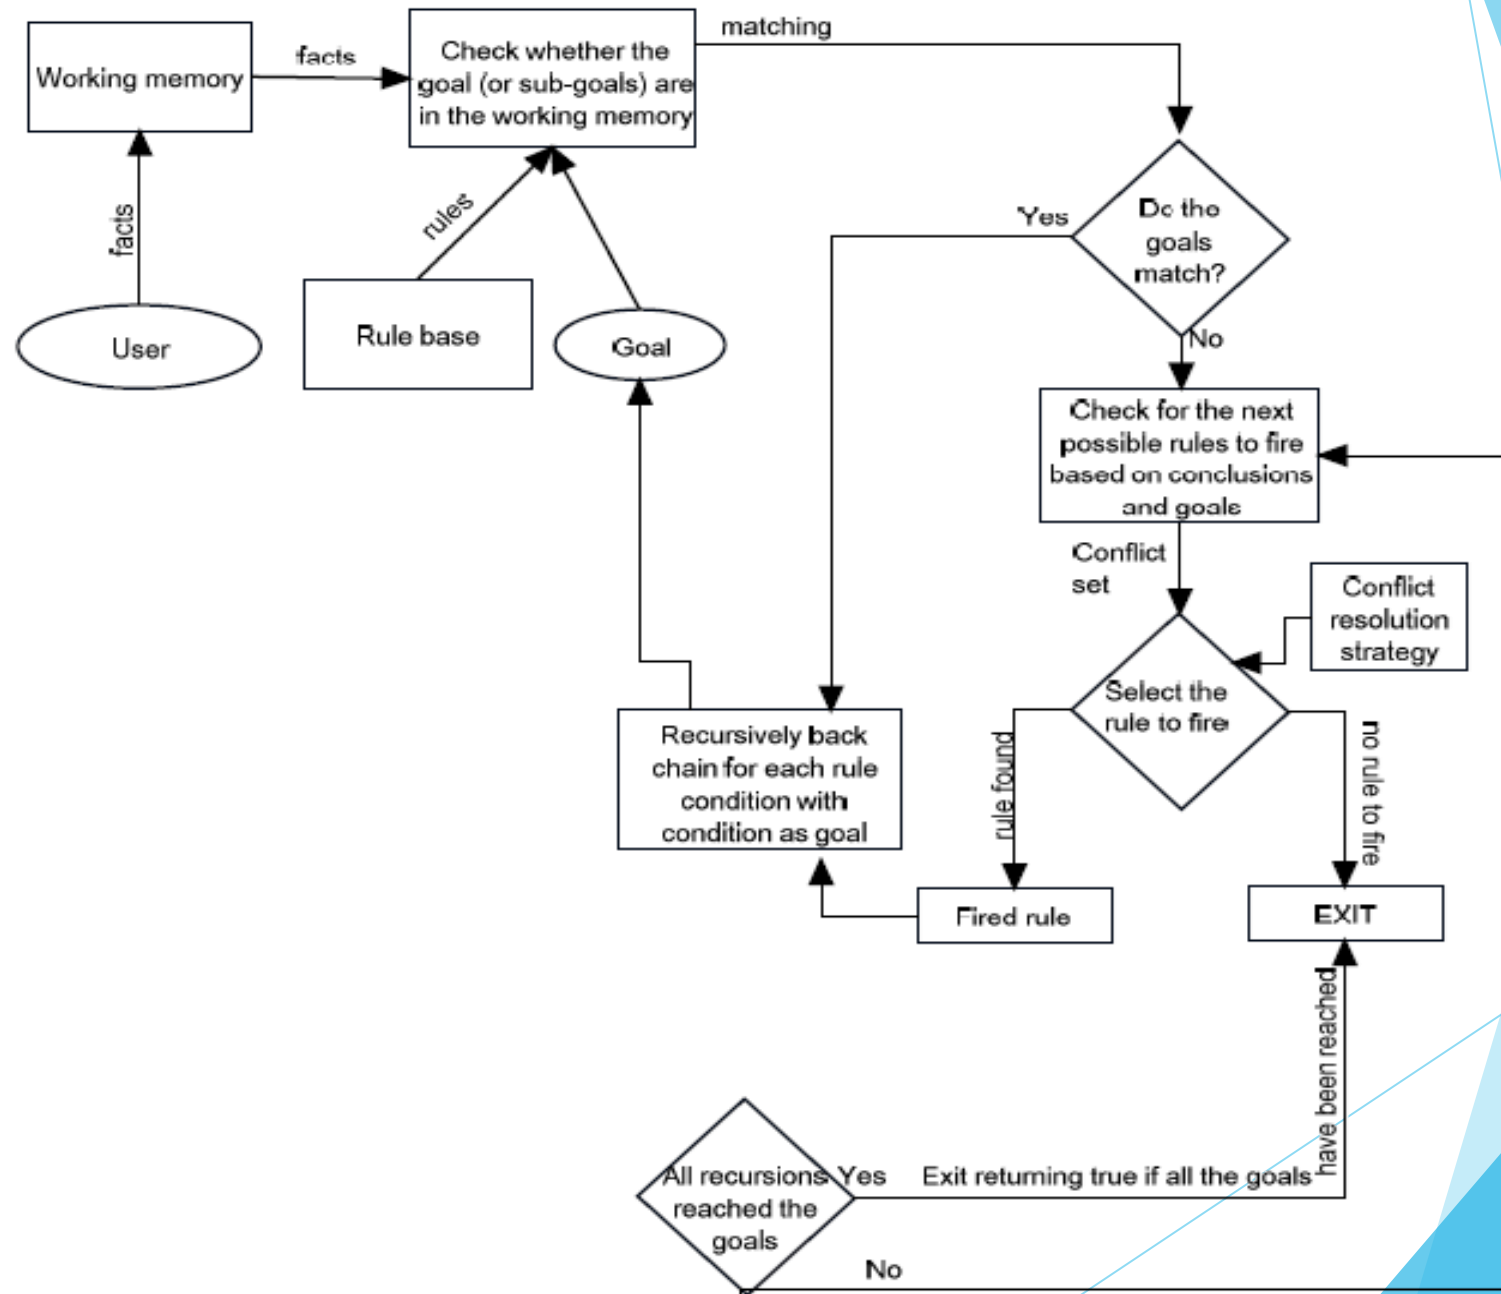 matching
Working memory
facts
Check whether the
goal (or sub-goals) are
in the working memory
facts
rules
User
Rule base
Goal
Yes
Do the
goals
match?
No
Check for the next
possible rules to fire
based on conclusions
and goals
Conflict
set
Conflict
resolution
strategy
Select the
rule to fire
rule found
no rule to fire
Recursively back
chain for each rule
condition with
condition as goal
Fired rule
EXIT
All recursions
reached the
goals
Yes
Exit returning true if all the goals
have been reached
No